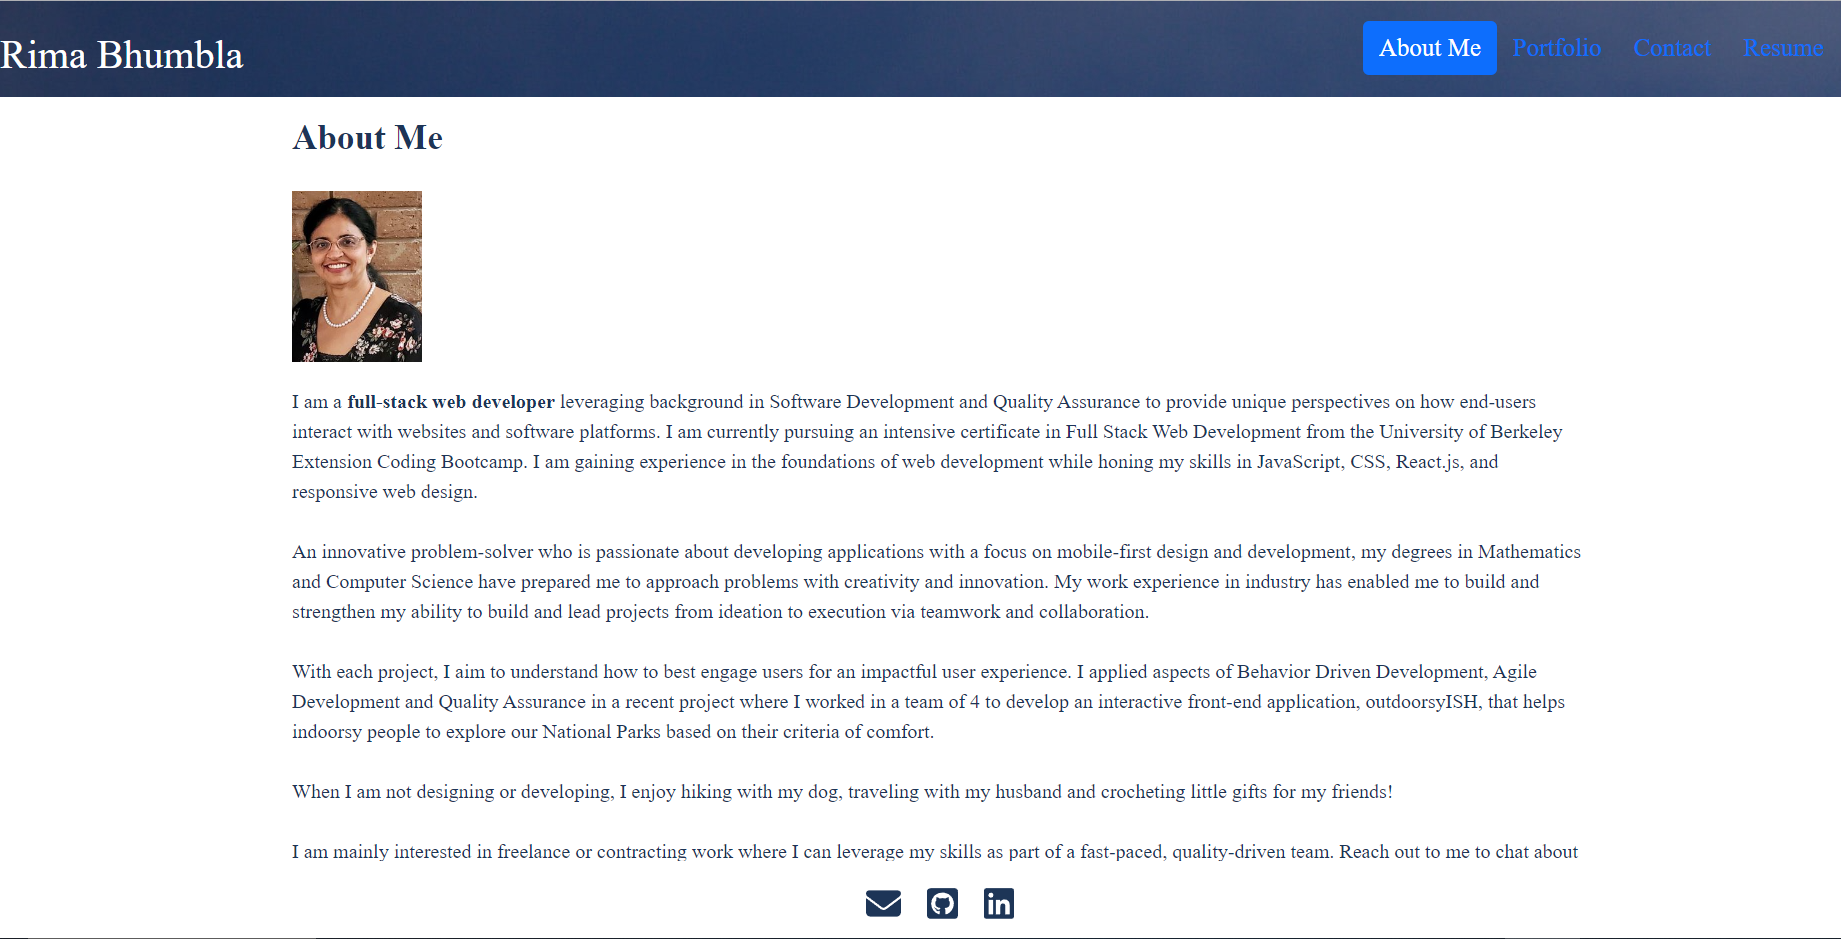 Rima Bhumbla
About Me Portfolio Contact Resume
About Me
I am a full-stack web developer leveraging background in Software Development and Quality Assurance to provide unique perspectives on how end-users
interact with websites and software platforms. I am currently pursuing an intensive certificate in Full Stack Web Development from the University of Berkeley
Extension Coding Bootcamp. I am gaining experience in the foundations of web development while honing my skills in JavaScript, CSS, React.js, and
responsive web design.
An innovative problem-solver who is passionate about developing applications with a focus on mobile-first design and development, my degrees in Mathematics
and Computer Science have prepared me to approach problems with creativity and innovation. My work experience in industry has enabled me to build and
strengthen my ability to build and lead projects from ideation to execution via teamwork and collaboration.
With each project, I aim to understand how to best engage users for an impactful user experience. I applied aspects of Behavior Driven Development, Agile
Development and Quality Assurance in a recent project where I worked in a team of 4 to develop an interactive front-end application, outdoorsyISH, that helps
indoorsy people to explore our National Parks based on their criteria of comfort.
When I am not designing or developing, I enjoy hiking with my dog, traveling with my husband and crocheting little gifts for my friends!
I am mainly interested in freelance or contracting work where I can leverage my skills as part of a fast-paced, quality-driven team. Reach out to me to chat about
in